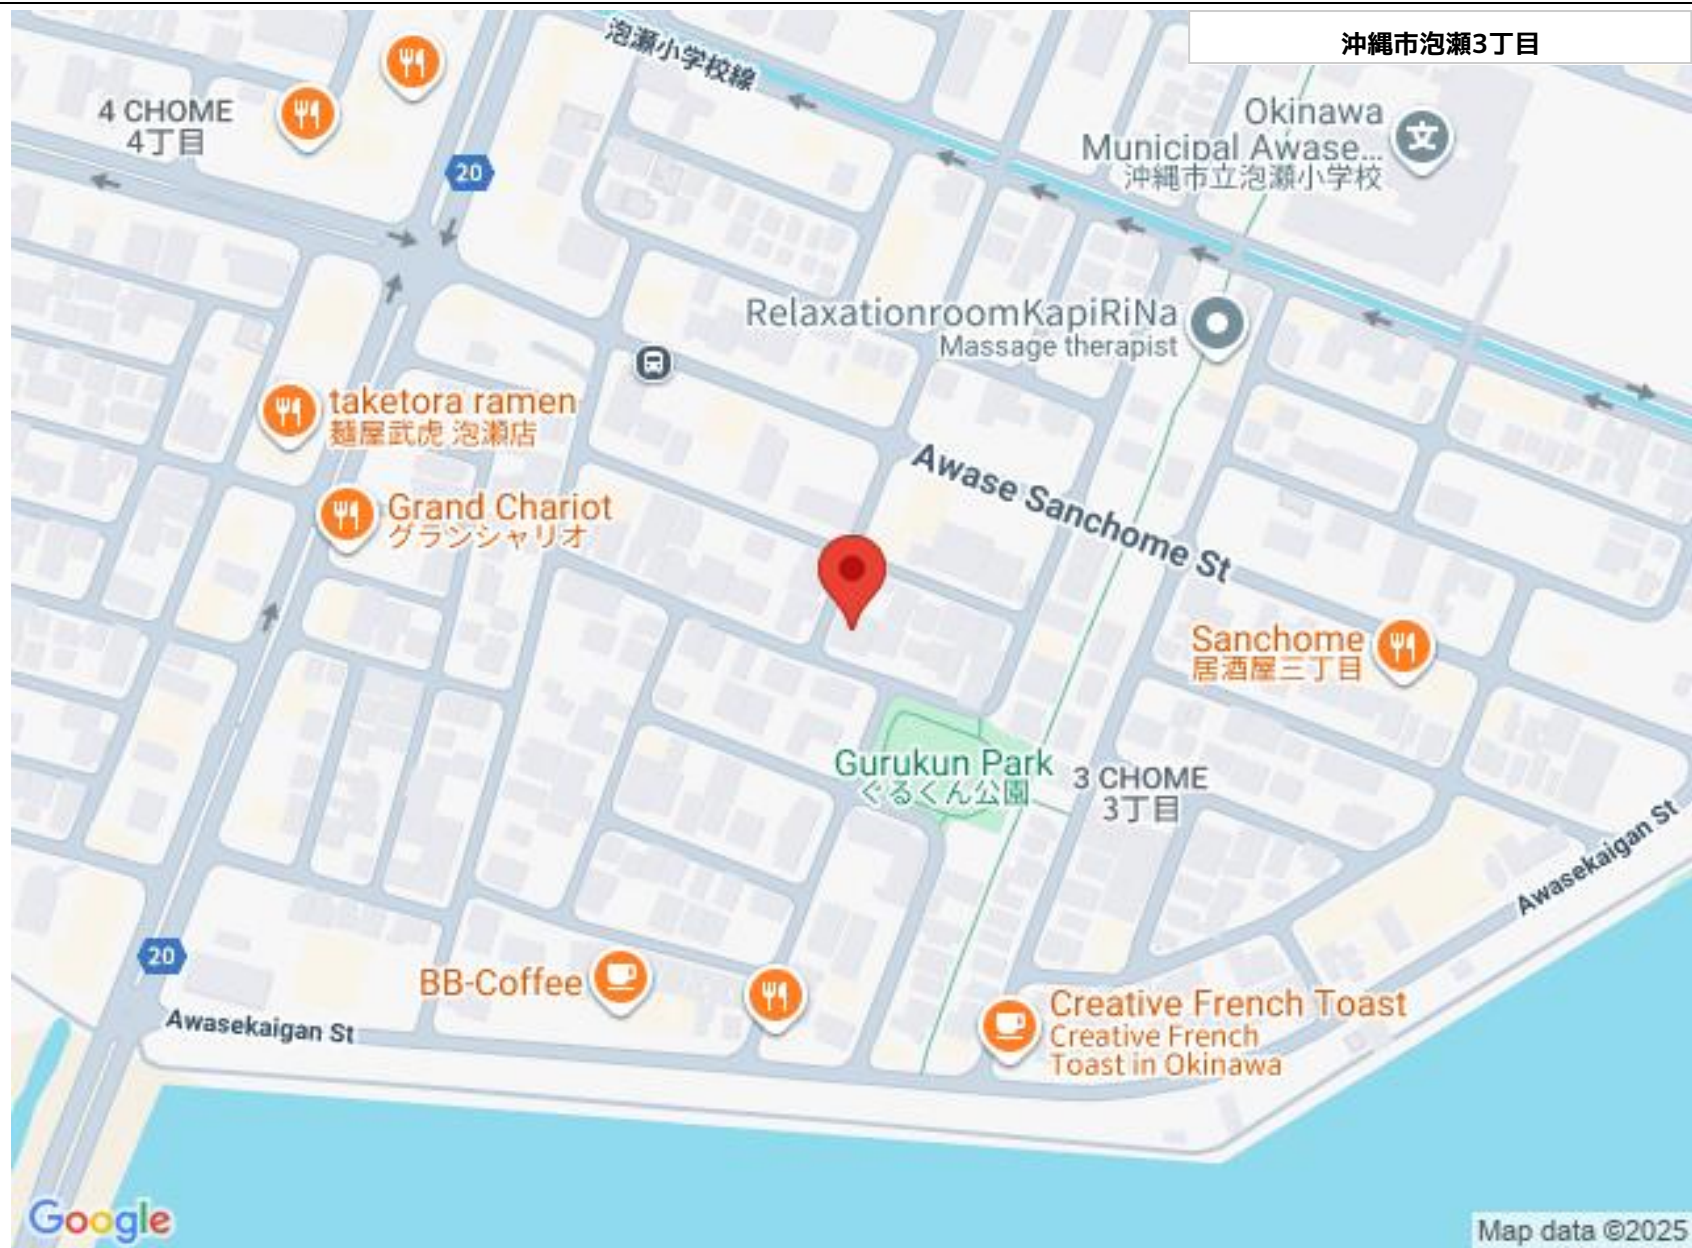 沖縄市泡瀬3丁目
泡瀬小学校線
4 CHOME
4丁目
20
Okinawa
Municipal Awase...
沖縄市立泡瀬小学校
文
RelaxationroomKapiRiNa
Massage therapist
taketora ramen
麺屋武虎 泡瀬店
Grand Chariot
グランシャリオ
Awase Sanchome St
Sanchome
居酒屋三丁目
Gurukun Park
ぐるくん公園
3 CHOME
3丁目
Awasekaigan St
20
BB-Coffee
Awasekaigan St
Creative French Toast
Creative French
Toast in Okinawa
Google
Map data ©2025